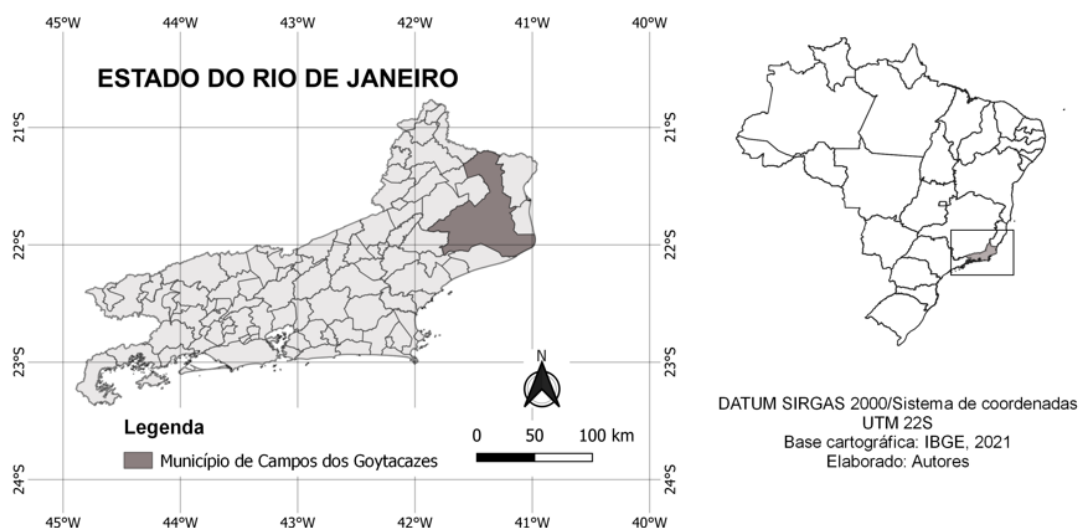 45°W 44°W 43°W 42°W 41°W 40°W
ESTADO DO RIO DE JANEIRO
21°S 21°S
22°S 22°S
23°S 23°S
24°S 24°S
N
Legenda
Município de Campos dos Goytacazes
0 50 100 km
45°W 44°W 43°W 42°W 41°W 40°W
DATUM SIRGAS 2000/Sistema de coordenadas
UTM 22S
Base cartográfica: IBGE, 2021
Elaborado: Autores